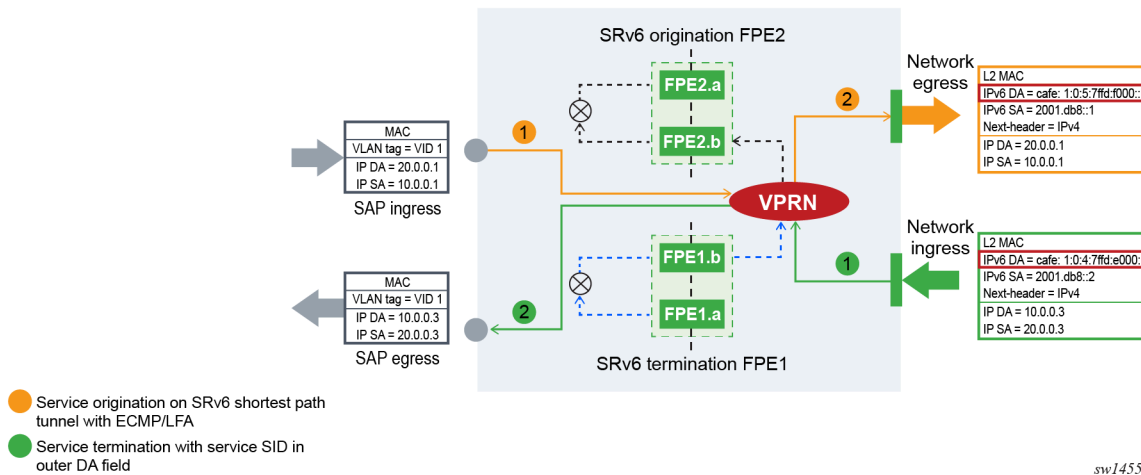 SRv6 origination FPE2
FPE2.a
FPE2.b
MAC
VLAN tag = VID 1
IP DA = 20.0.0.1
IP SA = 10.0.0.1
SAP ingress
1
2
Network
egress
L2 MAC
IPv6 DA = cafe: 1:0:5:7ffd:f000::
IPv6 SA = 2001.db8::1
Next-header = IPv4
IP DA = 20.0.0.1
IP SA = 10.0.0.1
VPRN
MAC
VLAN tag = VID 1
IP DA = 10.0.0.3
IP SA = 20.0.0.3
SAP egress
2
FPE1.b
FPE1.a
SRv6 termination FPE1
1
Network
ingress
L2 MAC
IPv6 DA = cafe: 1:0:4:7ffd:e000::
IPv6 SA = 2001.db8::2
Next-header = IPv4
IP DA = 10.0.0.3
IP SA = 20.0.0.3
Service origination on SRv6 shortest path
tunnel with ECMP/LFA
Service termination with service SID in
outer DA field
sw1455